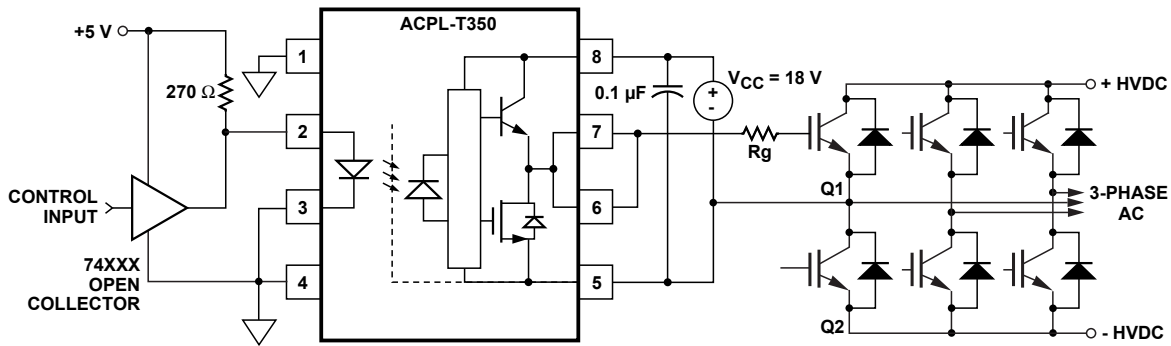 ACPL-T350
+5 V
270 Ω
1
2
3
4
8
7
6
5
CONTROL
INPUT
74XXX
OPEN
COLLECTOR
0.1 µF
VCC = 18 V
+
-
Rg
Q1
Q2
+ HVDC
3-PHASE
AC
- HVDC